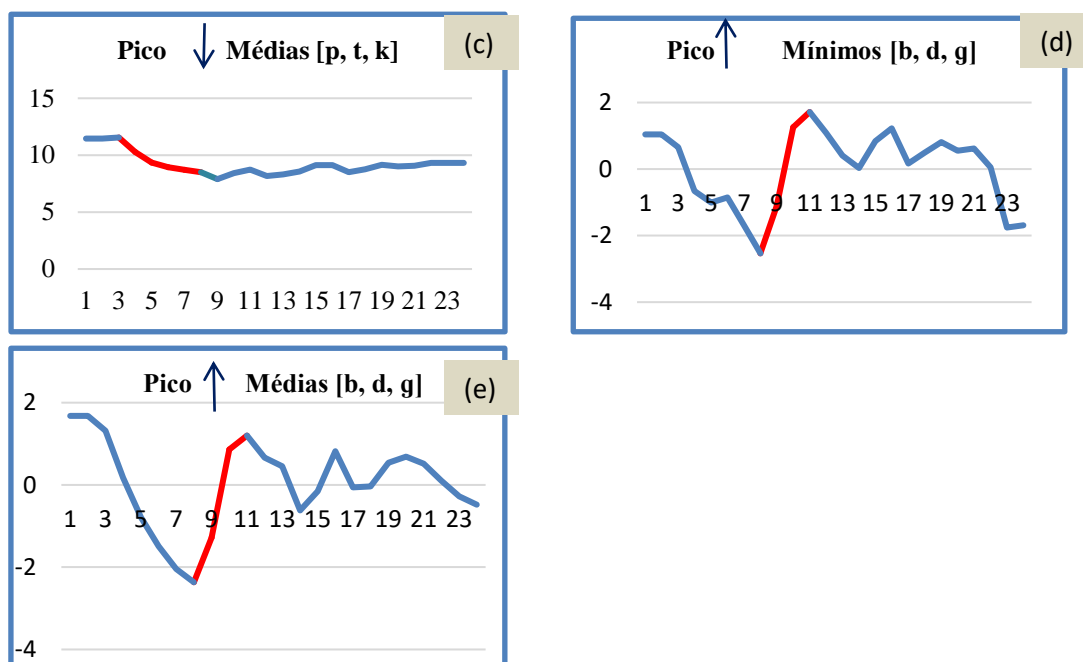 Pico Médias [p, t, k] (c)
15
10
5
0
1 3 5 7 9 11 13 15 17 19 21 23
Pico Mínimos [b, d, g] (d)
2
0
1 3 5 7 9 11 13 15 17 19 21 23
-2
-4
Pico Médias [b, d, g] (e)
2
0
1 3 5 7 9 11 13 15 17 19 21 23
-2
-4